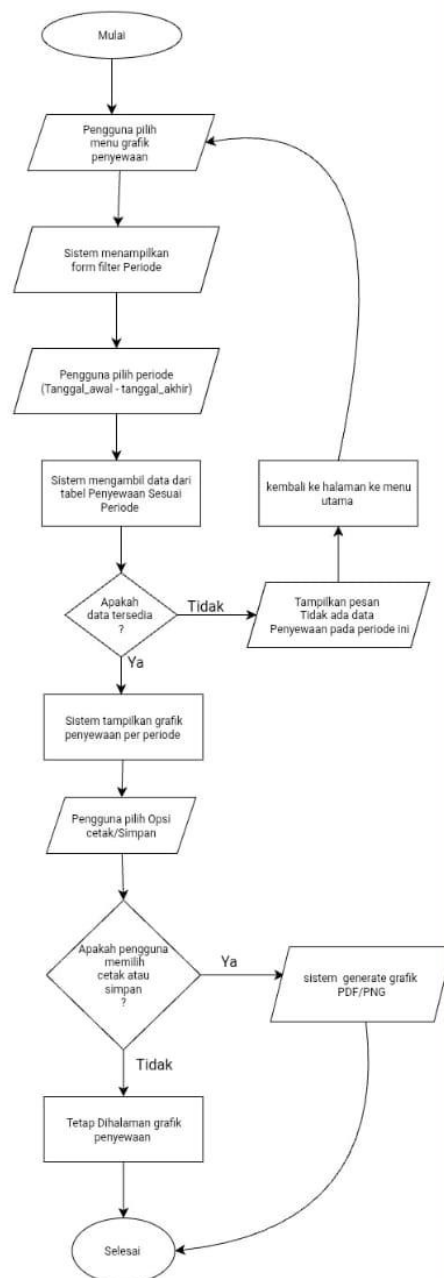 Mulai
Pengguna pilih
menu grafik
penyewaan
Sistem menampilkan
form filter Periode
Pengguna pilih periode
(Tanggal_awal - tanggal_akhir)
Sistem mengambil data dari
tabel Penyewaan Sesuai
Periode
kembali ke halaman ke menu
utama
Apakah
data tersedia
?
Tidak
Tampilkan pesan
Tidak ada data
Penyewaan pada periode ini
Ya
Sistem tampilkan grafik
penyewaan per periode
Pengguna pilih Opsi
cetak/Simpan
Apakah pengguna
memilih
cetak atau
simpan
?
Ya
sistem generate grafik
PDF/PNG
Tidak
Tetap Dihalaman grafik
penyewaan
Selesai